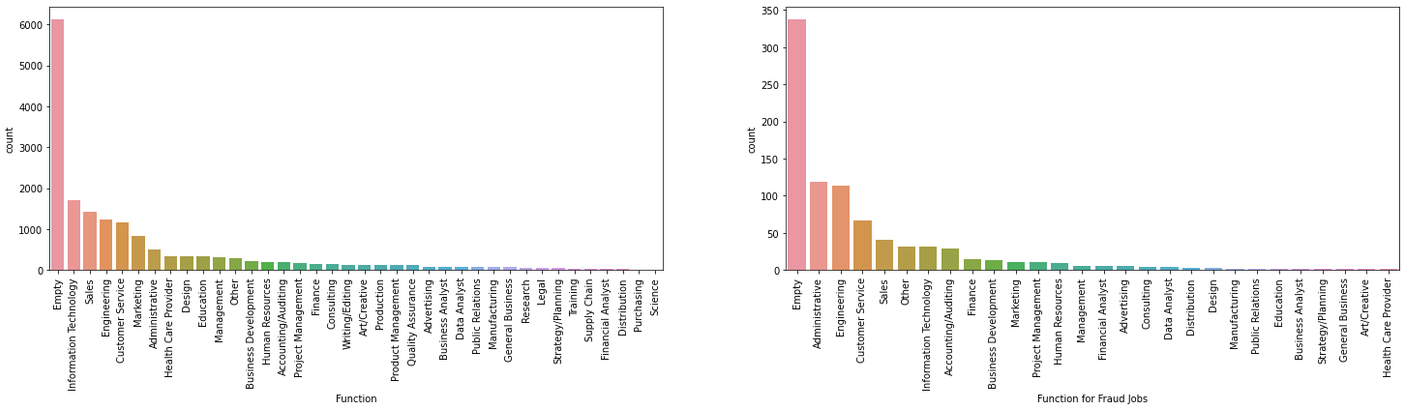 count
6000
5000
4000
3000
2000
1000
0
Empty
Information Technology
Sales
Engineering
Customer Service
Marketing
Administrative
Health Care Provider
Design
Education
Management
Other
Business Development
Human Resources
Accounting/Auditing
Project Management
Finance
Consulting
Writing/Editing
Art/Creative
Production
Product Management
Quality Assurance
Advertising
Business Analyst
Data Analyst
Public Relations
Manufacturing
General Business
Research
Legal
Strategy/Planning
Training
Supply Chain
Financial Analyst
Distribution
Purchasing
Science
Function
count
350
300
250
200
150
100
50
0
Empty
Administrative
Engineering
Customer Service
Sales
Other
Information Technology
Accounting/Auditing
Finance
Business Development
Marketing
Project Management
Human Resources
Management
Financial Analyst
Advertising
Consulting
Data Analyst
Distribution
Design
Manufacturing
Public Relations
Education
Business Analyst
Strategy/Planning
General Business
Art/Creative
Health Care Provider
Function for Fraud Jobs